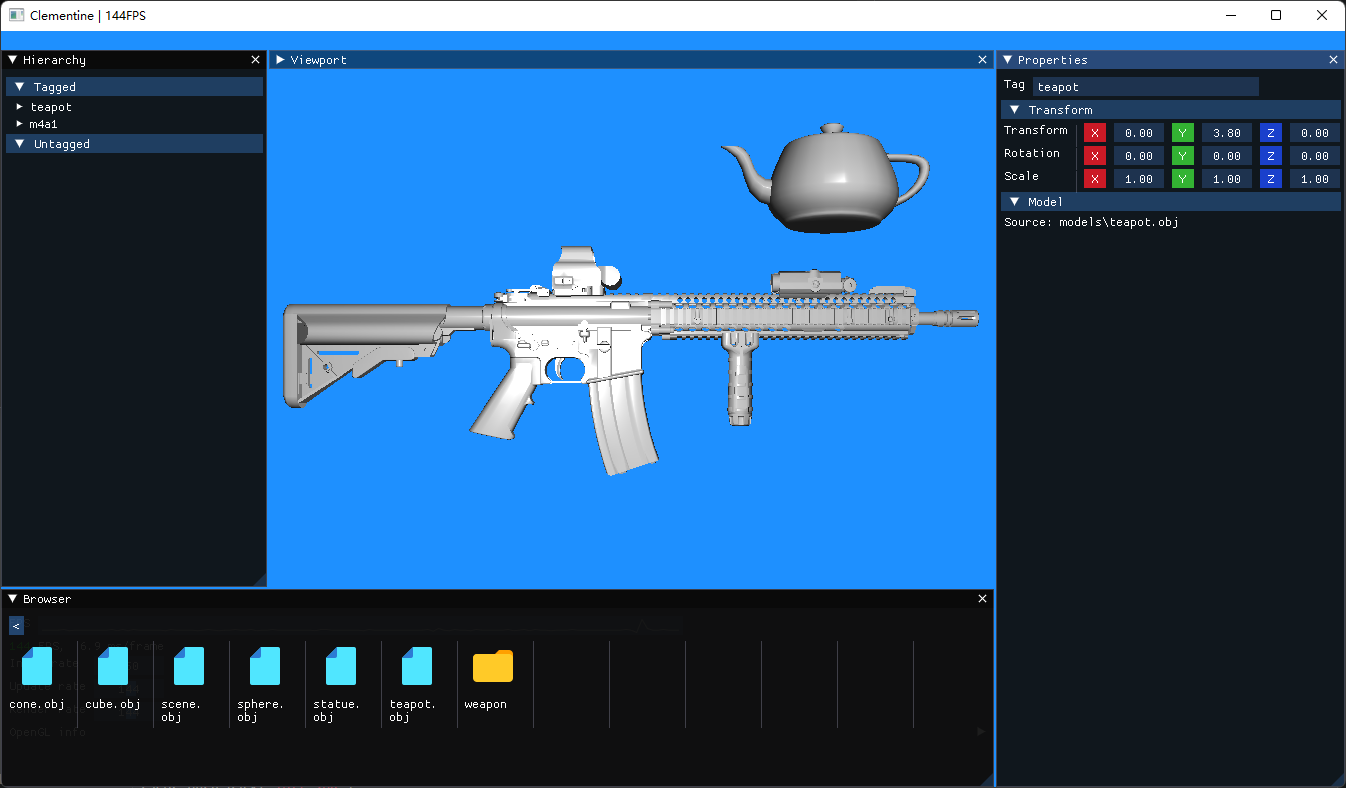 Clementine | 144FPS
Hierarchy
Tagged
teapot
m4a1
Untagged
Viewport
Properties
Tag teapot
Transform
Transform X 0.00 Y 3.80 Z 0.00
Rotation X 0.00 Y 0.00 Z 0.00
Scale X 1.00 Y 1.00 Z 1.00
Model
Source: models\teapot.obj
Browser
<
cone.obj
cube.obj
scene.
obj
sphere.
obj
statue.
obj
teapot.
obj
weapon
OpenGL info